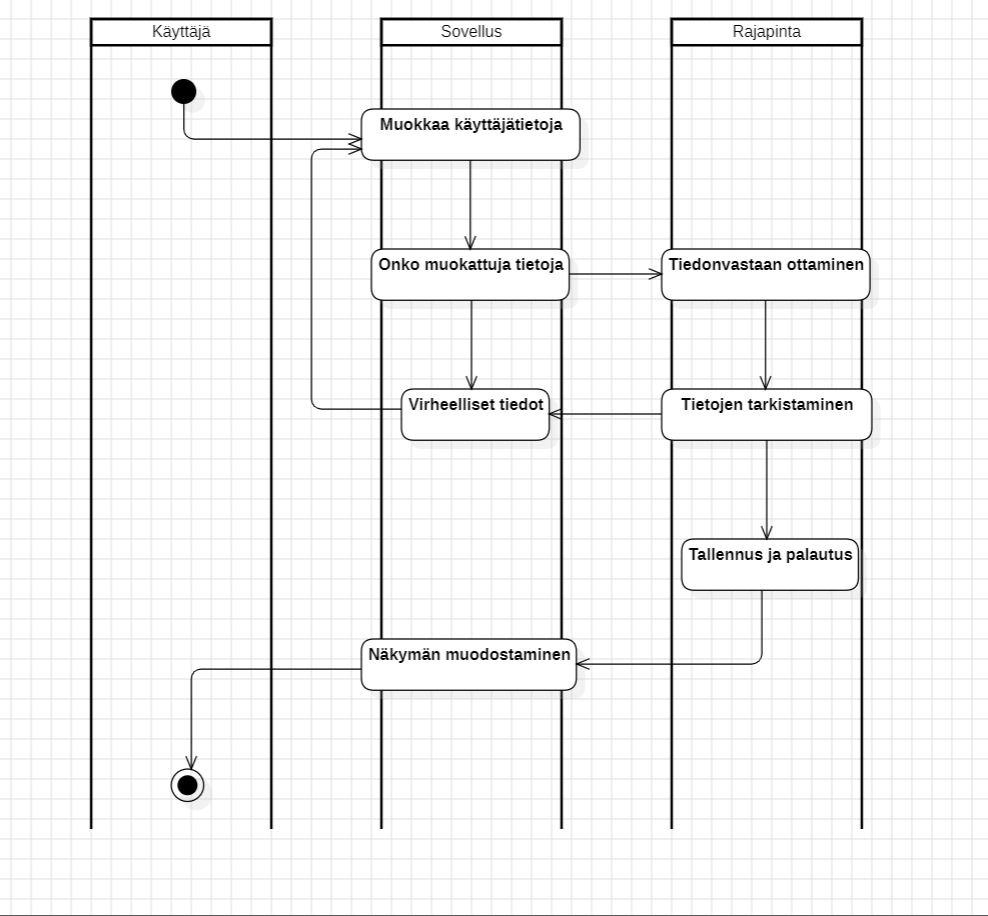 Käyttäjä
Sovellus
Rajapinta
Muokkaa käyttäjätietoja
Onko muokattuja tietoja
Tiedonvastaan ottaminen
Virheelliset tiedot
Tietojen tarkistaminen
Tallennus ja palautus
Näkymän muodostaminen